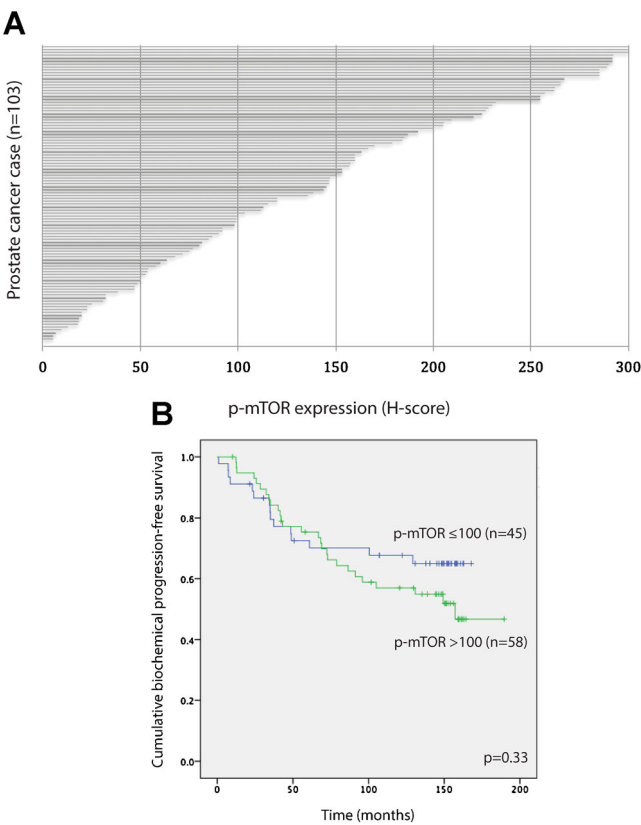 A
Prostate cancer case (n=103)
0 50 100 150 200 250 300
p-mTOR expression (H-score)
B
Cumulative biochemical progression-free survival
1.0
0.8
0.6
0.4
0.2
0.0
p-mTOR ≤100 (n=45)
p-mTOR >100 (n=58)
p=0.33
0 50 100 150 200
Time (months)